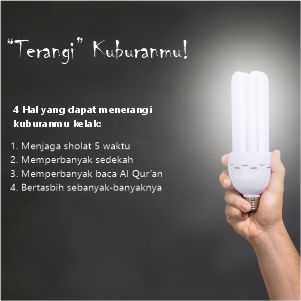 “Terangi” Kuburanmu!
4 Hal yang dapat menerangi
kuburanmu kelak:
1. Menjaga sholat 5 waktu
2. Memperbanyak sedekah
3. Memperbanyak baca Al Qur’an
4. Bertasbih sebanyak-banyaknya